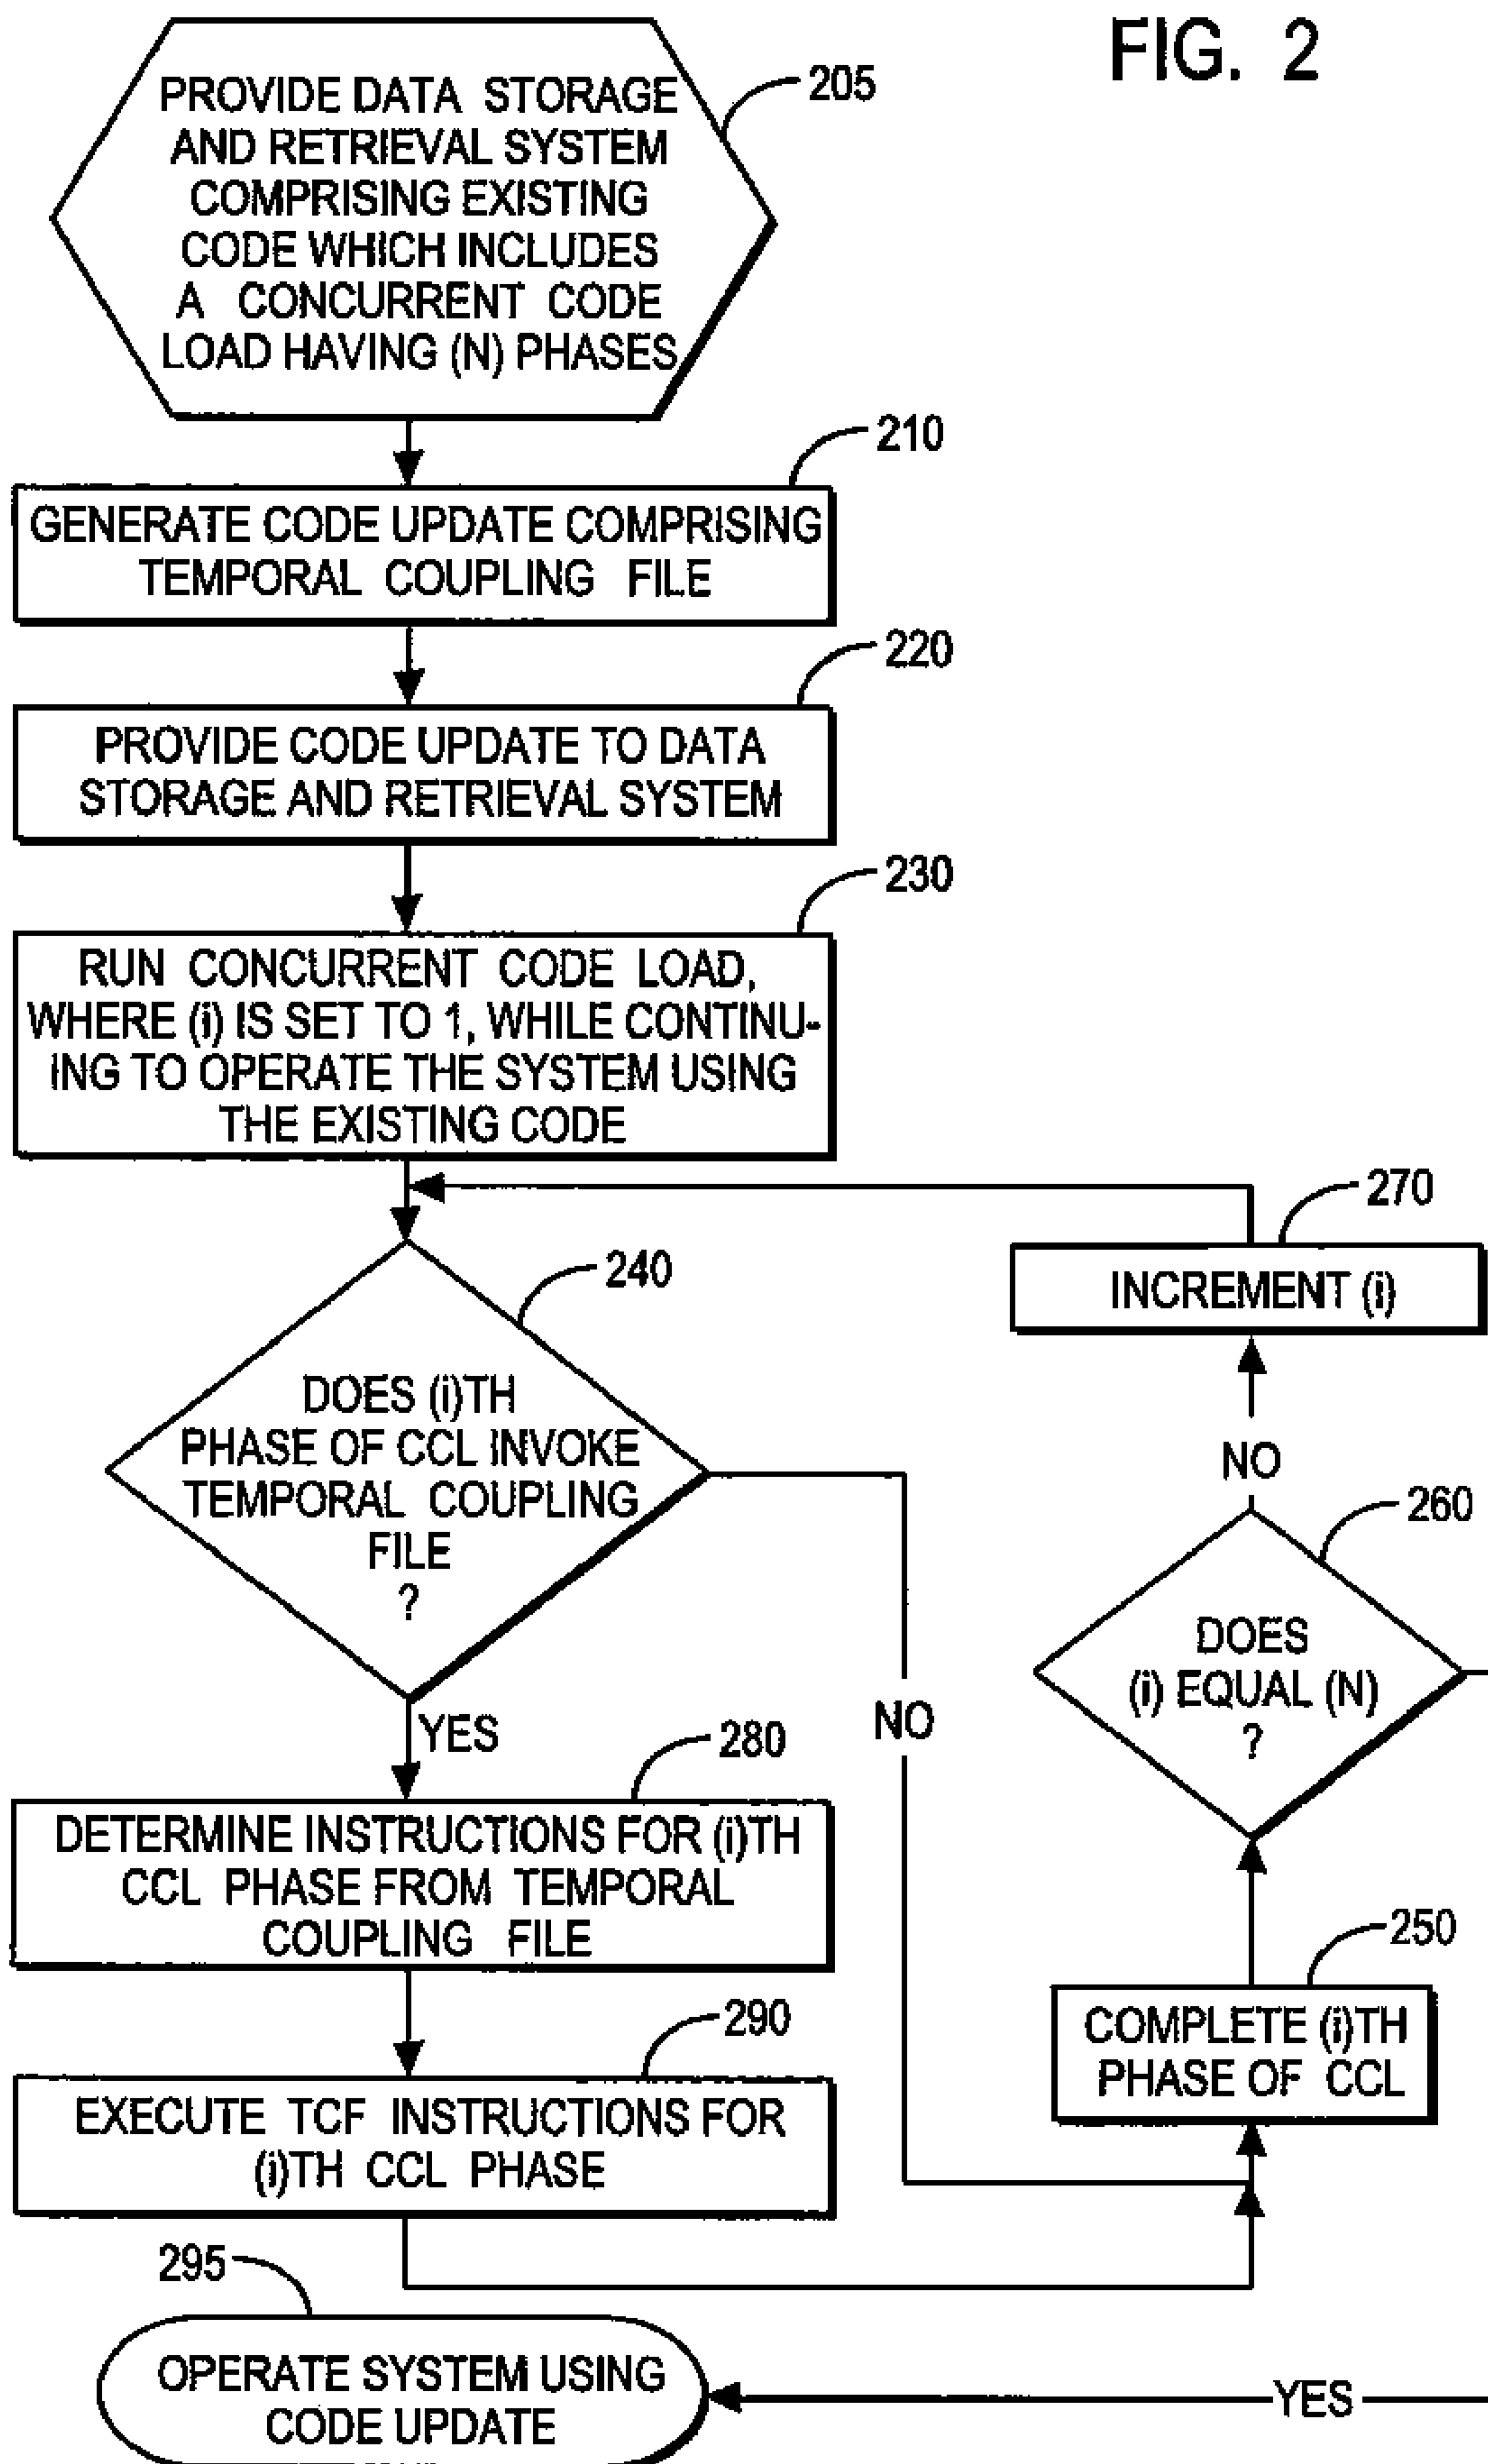 FIG. 2
PROVIDE DATA STORAGE
AND RETRIEVAL SYSTEM
COMPRISING EXISTING
CODE WHICH INCLUDES
A CONCURRENT CODE
LOAD HAVING (N) PHASES
205
210
GENERATE CODE UPDATE COMPRISING
TEMPORAL COUPLING FILE
220
PROVIDE CODE UPDATE TO DATA
STORAGE AND RETRIEVAL SYSTEM
230
RUN CONCURRENT CODE LOAD,
WHERE (i) IS SET TO 1, WHILE CONTINU-
ING TO OPERATE THE SYSTEM USING
THE EXISTING CODE
240
DOES (i)TH
PHASE OF CCL INVOKE
TEMPORAL COUPLING
FILE
?
YES
NO
270
INCREMENT (i)
NO
260
DOES
(i) EQUAL (N)
?
280
DETERMINE INSTRUCTIONS FOR (i)TH
CCL PHASE FROM TEMPORAL
COUPLING FILE
250
COMPLETE (i)TH
PHASE OF CCL
290
EXECUTE TCF INSTRUCTIONS FOR
(i)TH CCL PHASE
295
OPERATE SYSTEM USING
CODE UPDATE
YES